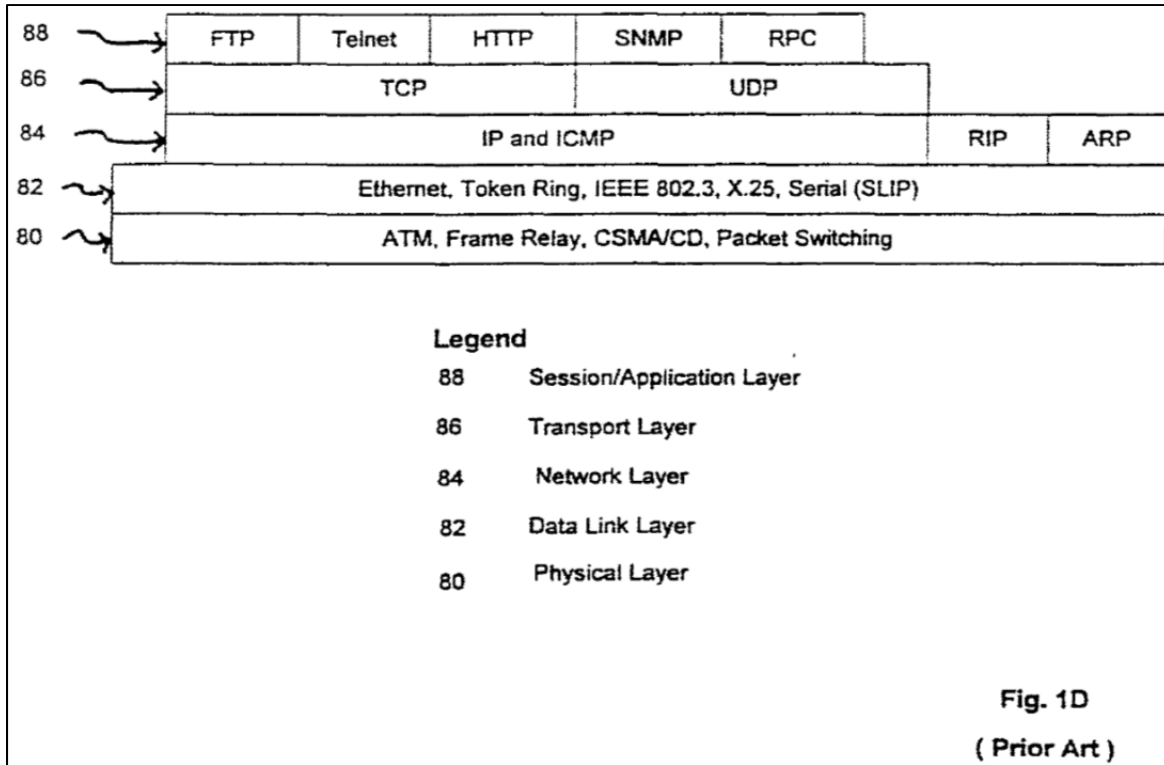 88 FTP Telnet HTTP SNMP RPC
86 TCP UDP
84 IP and ICMP RIP ARP
82 Ethernet, Token Ring, IEEE 802.3, X.25, Serial (SLIP)
80 ATM, Frame Relay, CSMA/CD, Packet Switching
Legend
88 Session/Application Layer
86 Transport Layer
84 Network Layer
82 Data Link Layer
80 Physical Layer
Fig. 1D
( Prior Art )